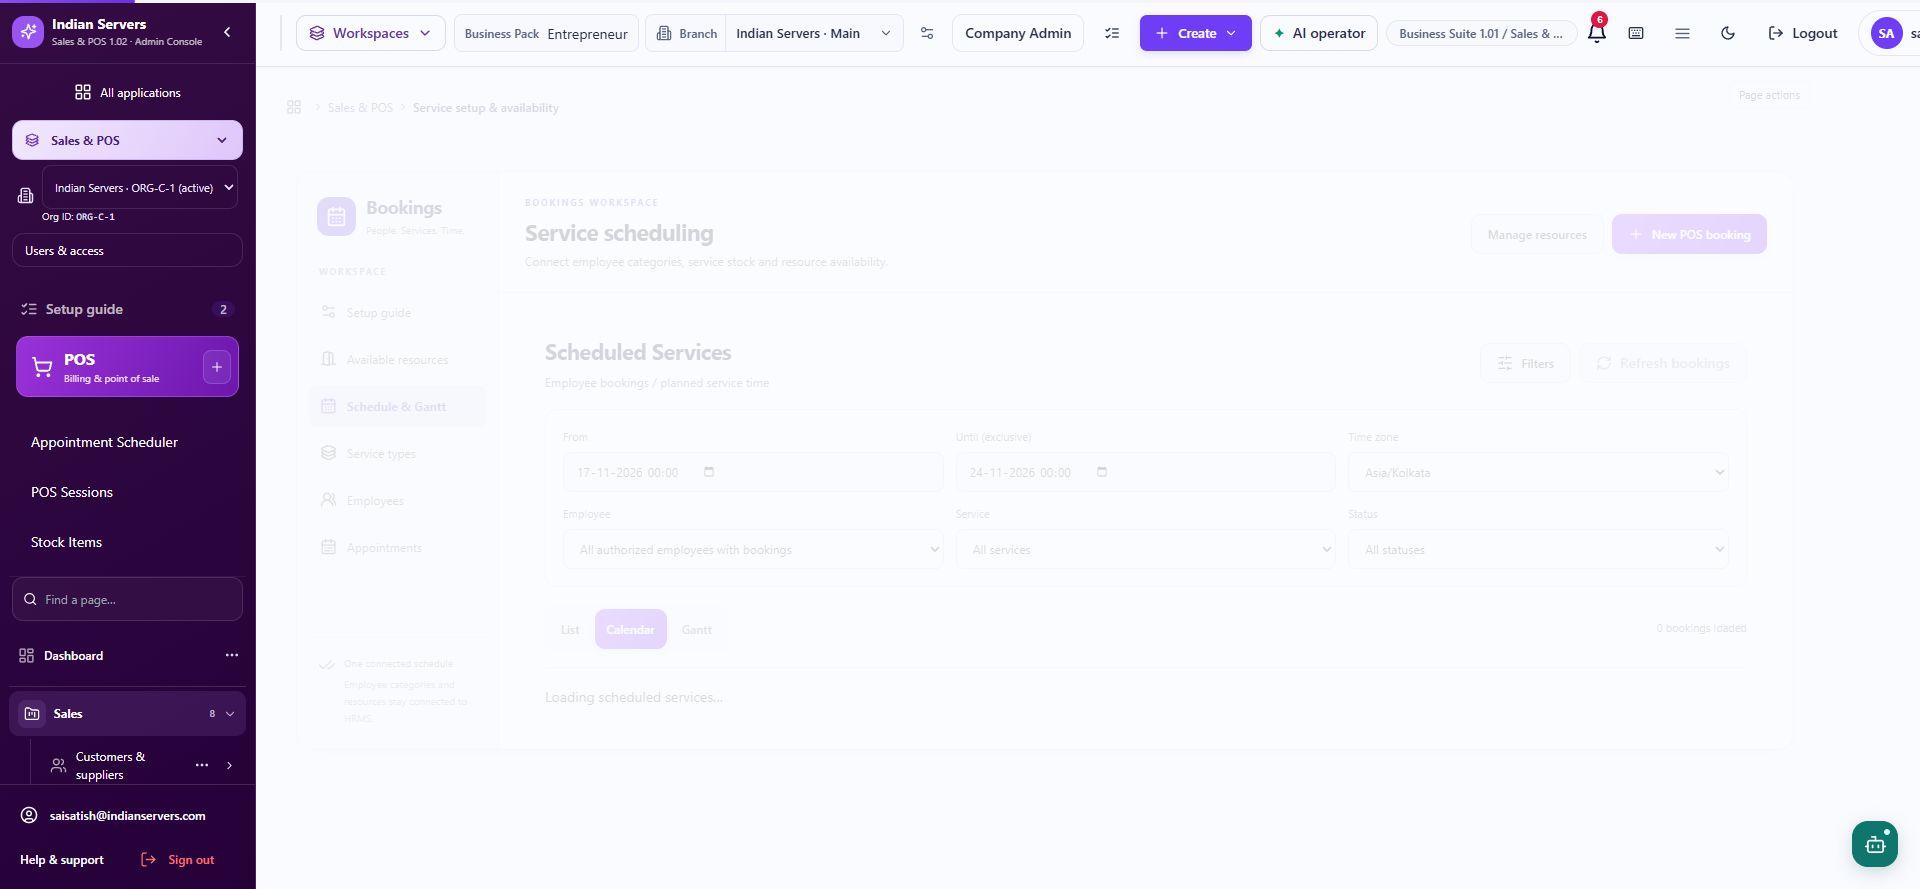 Indian Servers
Sales & POS 1.02 · Admin Console
All applications
Sales & POS
Indian Servers · ORG-C-1 (active)
Org ID: ORG-C-1
Users & access
Setup guide 2
POS
Billing & point of sale
Appointment Scheduler
POS Sessions
Stock Items
Find a page...
Dashboard
Sales 8
Customers &
suppliers
saisatish@indianservers.com
Help & support Sign out
Workspaces
Business Pack Entrepreneur
Branch Indian Servers · Main
Company Admin
Create
AI operator
Business Suite 1.01 / Sales & ...
6
Logout
SA sa
Sales & POS Service setup & availability
Page actions
Bookings
People. Services. Time.
WORKSPACE
Setup guide
Available resources
Schedule & Gantt
Service types
Employees
Appointments
One connected schedule
Employee categories and
resources stay connected to
HRMS.
BOOKINGS WORKSPACE
Service scheduling
Connect employee categories, service stock and resource availability.
Manage resources
New POS booking
Scheduled Services
Employee bookings / planned service time
Filters
Refresh bookings
From Until (exclusive) Time zone
17-11-2026 00:00 24-11-2026 00:00 Asia/Kolkata
Employee Service Status
All authorized employees with bookings All services All statuses
List Calendar Gantt
0 bookings loaded
Loading scheduled services...